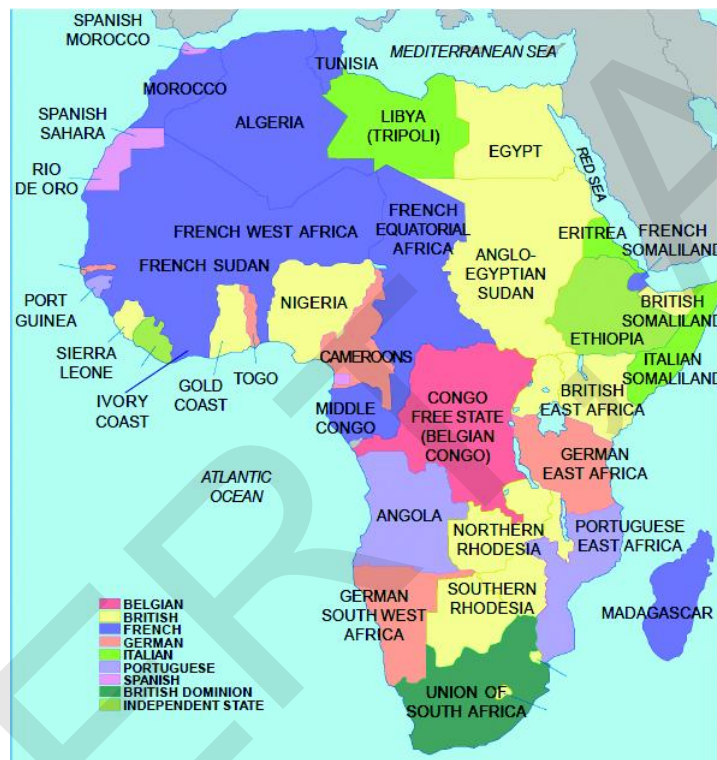 SPANISH
MOROCCO
MEDITERRANEAN SEA
TUNISIA
MOROCCO
SPANISH
SAHARA
ALGERIA
LIBYA
(TRIPOLI)
EGYPT
RED SEA
RIO
DE ORO
FRENCH WEST AFRICA
FRENCH
EQUATORIAL
AFRICA
ERITREA
FRENCH
SOMALILAND
FRENCH SUDAN
ANGLO-
EGYPTIAN
SUDAN
PORT
GUINEA
NIGERIA
BRITISH
SOMALILAND
ETHIOPIA
SIERRA
LEONE
CAMEROONS
ITALIAN
SOMALILAND
IVORY
COAST
GOLD
COAST
TOGO
MIDDLE
CONGO
CONGO
FREE STATE
(BELGIAN
CONGO)
BRITISH
EAST AFRICA
GERMAN
EAST AFRICA
ATLANTIC
OCEAN
ANGOLA
NORTHERN
RHODESIA
PORTUGUESE
EAST AFRICA
GERMAN
SOUTH WEST
AFRICA
SOUTHERN
RHODESIA
MADAGASCAR
UNION OF
SOUTH AFRICA
BELGIAN
BRITISH
FRENCH
GERMAN
ITALIAN
PORTUGUESE
SPANISH
BRITISH DOMINION
INDEPENDENT STATE